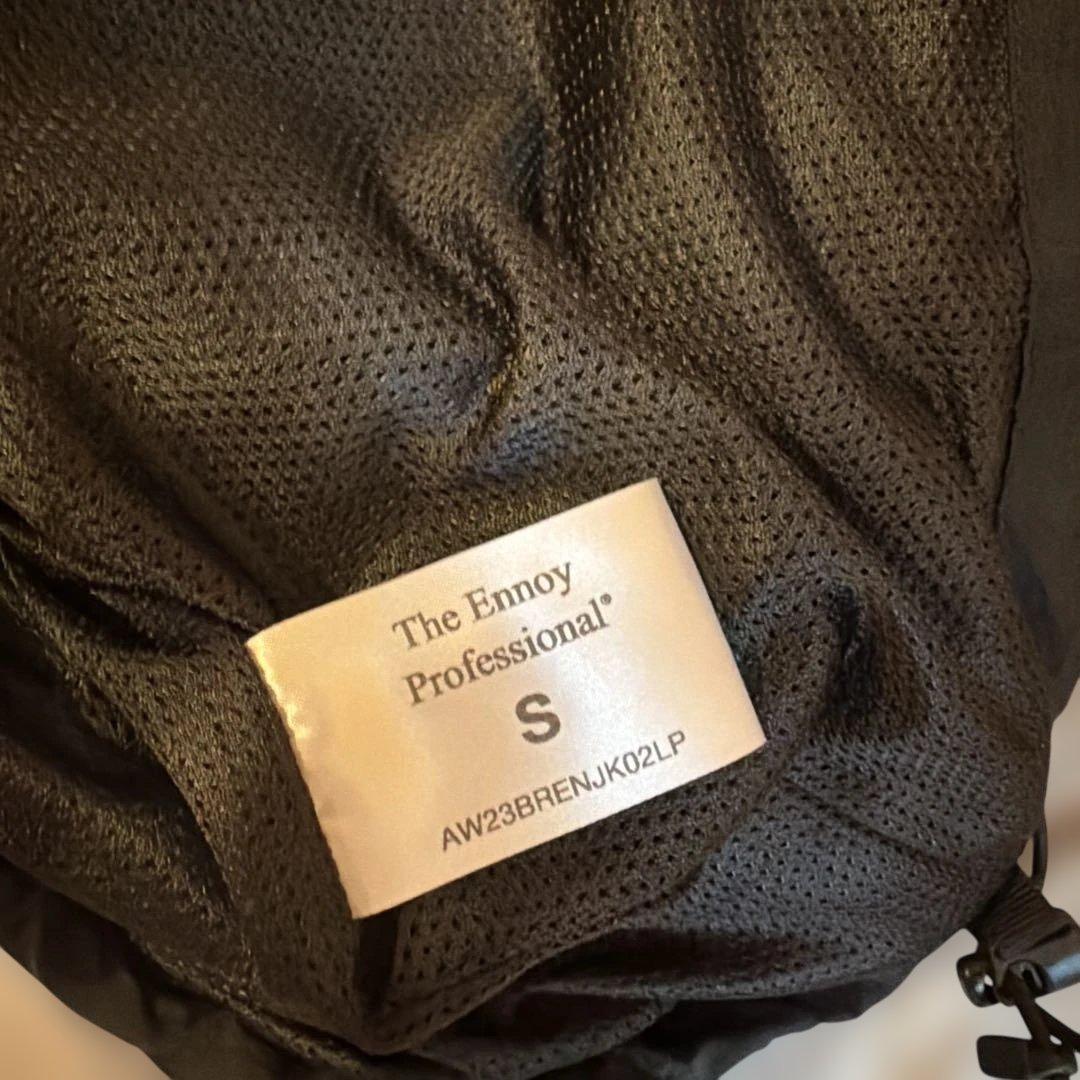 The Ennoy
Professional®
S
AW23BRENJK02LP